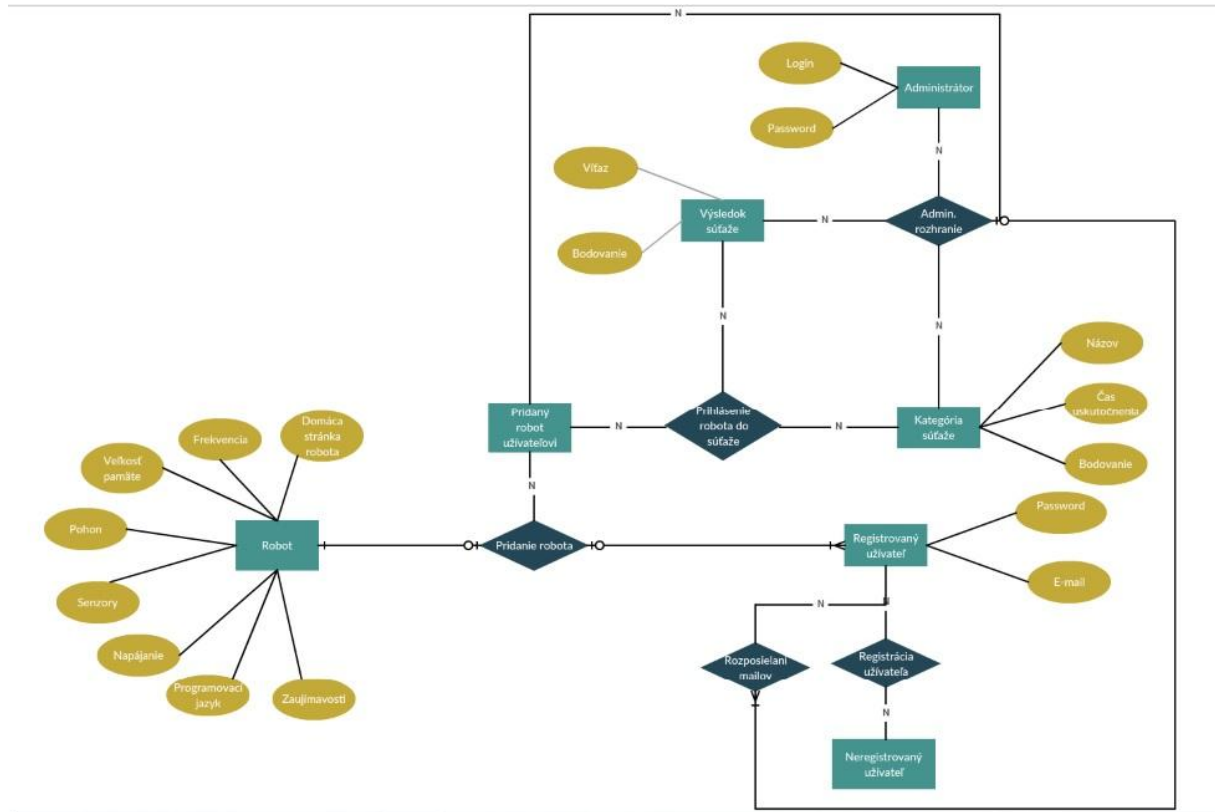 N
Login
Administrátor
Password
N
Víťaz
Výsledok
súťaže
N
Admin.
rozhranie
Bodovanie
N
N
Názov
Čas
uskutočnenia
Bodovanie
Pridaný
robot
užívateľovi
N
Prihlásenie
robota do
súťaže
N
Kategória
súťaže
Domáca
stránka
robota
Frekvencia
Veľkosť
pamäte
Pohon
Senzory
Napájanie
Programovací
jazyk
Zaujímavosti
Robot
N
Pridanie robota
Registrovaný
užívateľ
Password
E-mail
N
N
Rozposielani
mailov
Registrácia
užívateľa
N
Neregistrovaný
užívateľ